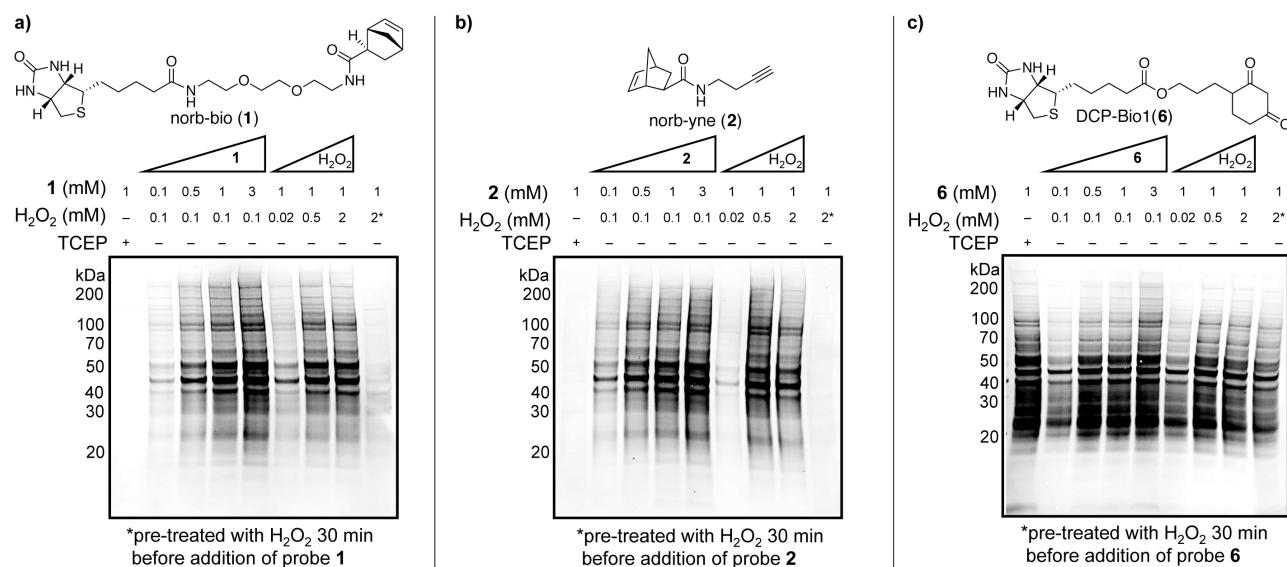 a)
O
NH
HN
H
H
S
O
N
H
O
O
NH
O
H
norb-bio (1)
1
H2O2
1 (mM) 1 0.1 0.5 1 3 1 1 1 1
H2O2 (mM) – 0.1 0.1 0.1 0.1 0.02 0.5 2 2*
TCEP + – – – – – – – –
kDa
200
100
70
50
40
30
20
*pre-treated with H2O2 30 min
before addition of probe 1
b)
O
N
H
norb-yne (2)
2
H2O2
2 (mM) 1 0.1 0.5 1 3 1 1 1 1
H2O2 (mM) – 0.1 0.1 0.1 0.1 0.02 0.5 2 2*
TCEP + – – – – – – – –
kDa
200
100
70
50
40
30
20
*pre-treated with H2O2 30 min
before addition of probe 2
c)
O
NH
HN
H
H
S
O
O
O
O
DCP-Bio1(6)
6
H2O2
6 (mM) 1 0.1 0.5 1 3 1 1 1 1
H2O2 (mM) – 0.1 0.1 0.1 0.1 0.02 0.5 2 2*
TCEP + – – – – – – – –
kDa
200
100
70
50
40
30
20
*pre-treated with H2O2 30 min
before addition of probe 6